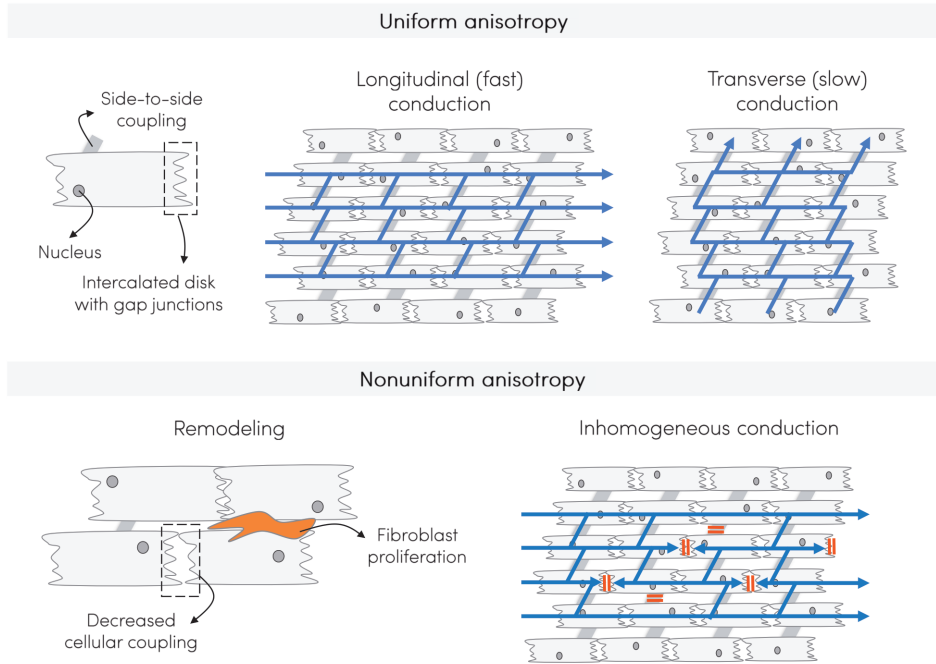 Uniform anisotropy
Side-to-side
coupling
Nucleus
Intercalated disk
with gap junctions
Longitudinal (fast)
conduction
Transverse (slow)
conduction
Nonuniform anisotropy
Remodeling
Fibroblast
proliferation
Decreased
cellular coupling
Inhomogeneous conduction